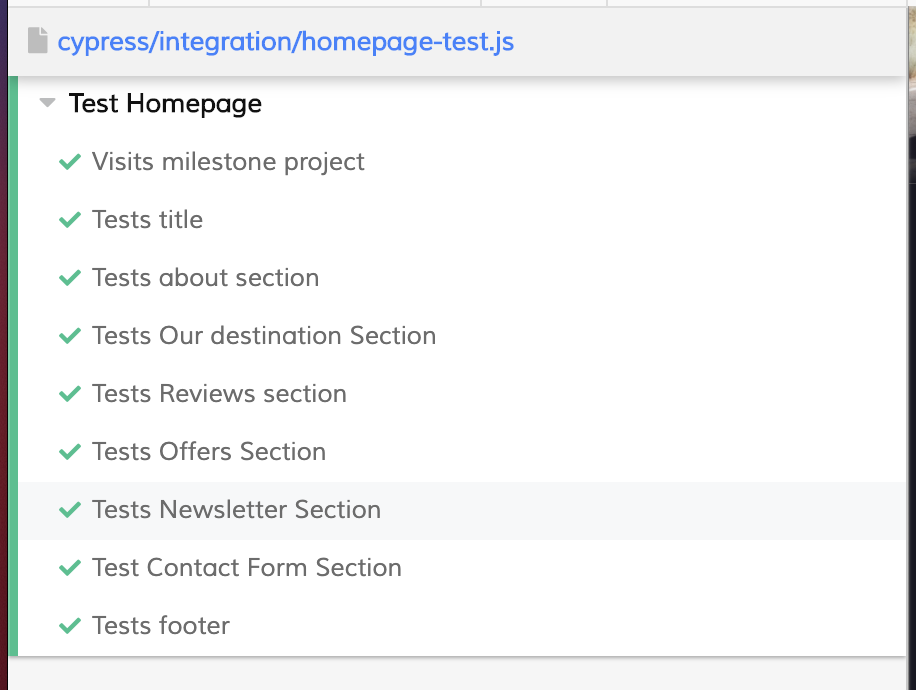 cypress/integration/homepage-test.js
Test Homepage
Visits milestone project
Tests title
Tests about section
Tests Our destination Section
Tests Reviews section
Tests Offers Section
Tests Newsletter Section
Test Contact Form Section
Tests footer